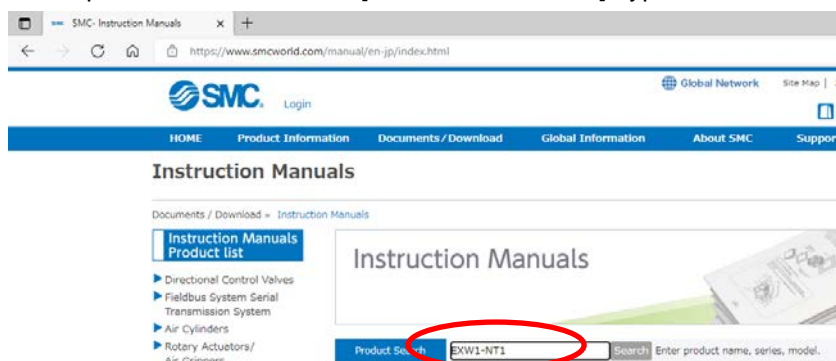 SMC- Instruction Manuals
https://www.smcworld.com/manual/en-jp/index.html
Global Network Site Map |
SMC. Login
HOME Product Information Documents / Download Global Information About SMC Suppor
Instruction Manuals
Documents / Download » Instruction Manuals
Instruction Manuals
Product list
Instruction Manuals
Directional Control Valves
Fieldbus System Serial
Transmission System
Air Cylinders
Rotary Actuators/
Product Search EXW1-NT1 Search Enter product name, series, model.
Air Grippers